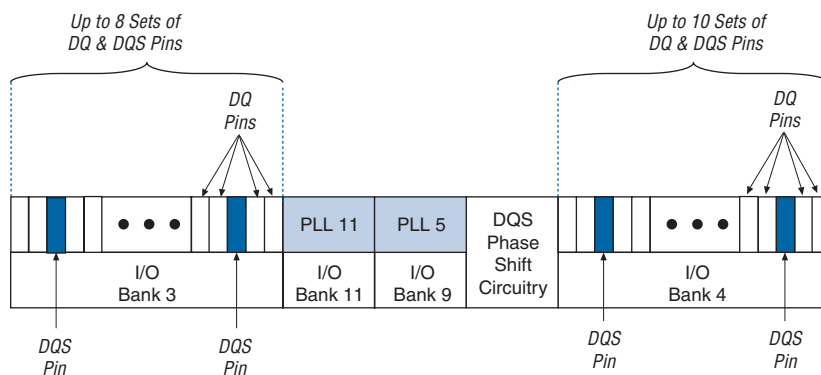 Up to 8 Sets of
DQ & DQS Pins
Up to 10 Sets of
DQ & DQS Pins
DQ
Pins
DQ
Pins
PLL 11
PLL 5
DQS
Phase
Shift
Circuitry
I/O
Bank 3
I/O
Bank 11
I/O
Bank 9
I/O
Bank 4
DQS
Pin
DQS
Pin
DQS
Pin
DQS
Pin